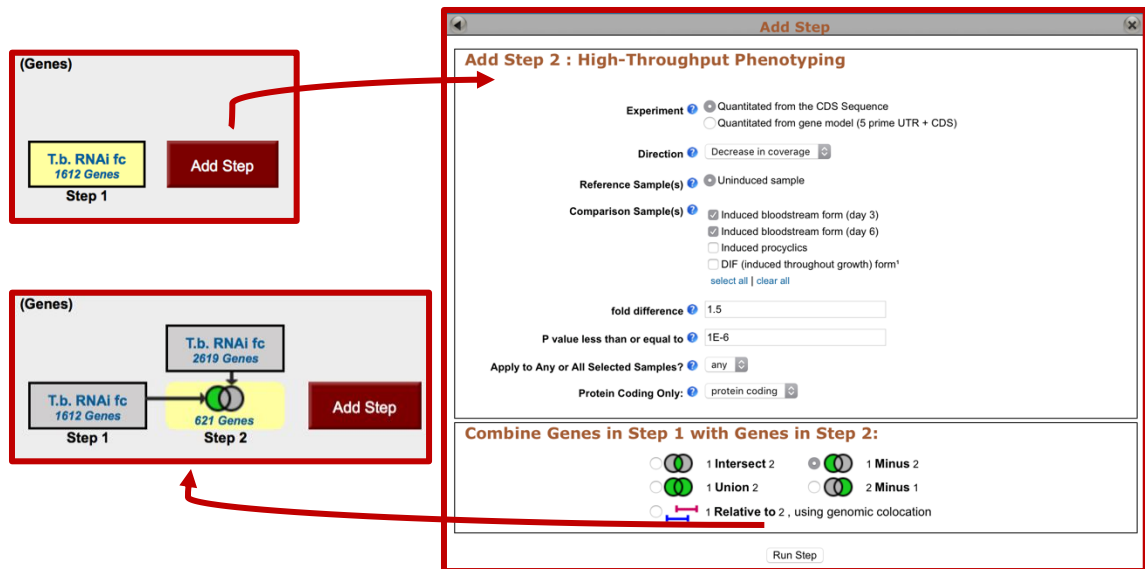 (Genes)
T.b. RNAi fc
1612 Genes
Step 1
Add Step
(Genes)
T.b. RNAi fc
2619 Genes
T.b. RNAi fc
1612 Genes
Step 1
621 Genes
Step 2
Add Step
Add Step
Add Step 2 : High-Throughput Phenotyping
Experiment ? Quantitated from the CDS Sequence
Quantitated from gene model (5 prime UTR + CDS)
Direction ? Decrease in coverage
Reference Sample(s) ? Uninduced sample
Comparison Sample(s) ? Induced bloodstream form (day 3)
Induced bloodstream form (day 6)
Induced procyclics
DIF (induced throughout growth) form¹
select all | clear all
fold difference ? 1.5
P value less than or equal to ? 1E-6
Apply to Any or All Selected Samples? ? any
Protein Coding Only: ? protein coding
Combine Genes in Step 1 with Genes in Step 2:
1 Intersect 2 1 Minus 2
1 Union 2 2 Minus 1
1 Relative to 2 , using genomic colocation
Run Step